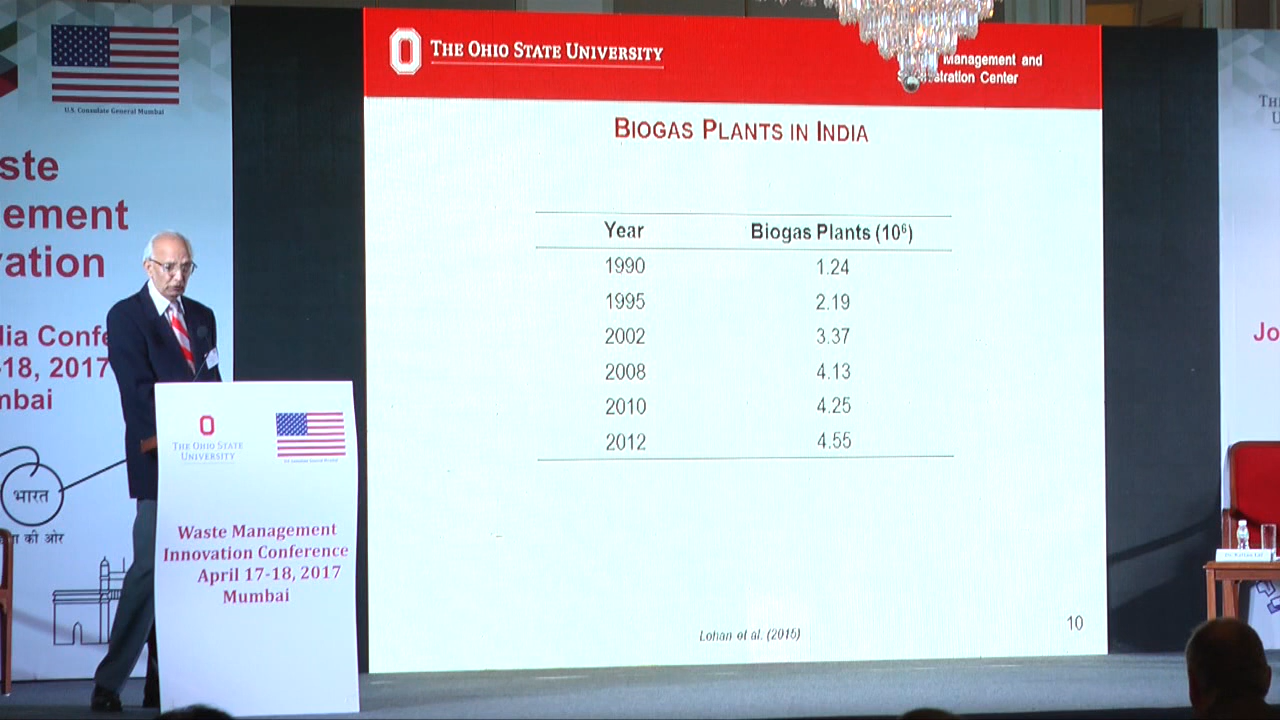 U.S. Consulate General Mumbai
ste
ement
vation
dia Confe
-18, 2017
mbai
भारत
की ओर
THE OHIO STATE UNIVERSITY
Management and
Center
BIOGAS PLANTS IN INDIA
Year Biogas Plants (10⁶)
1990 1.24
1995 2.19
2002 3.37
2008 4.13
2010 4.25
2012 4.55
Lohan et al. (2015)
10
THE OHIO STATE
UNIVERSITY
Waste Management
Innovation Conference
April 17-18, 2017
Mumbai
TH
U
Jo